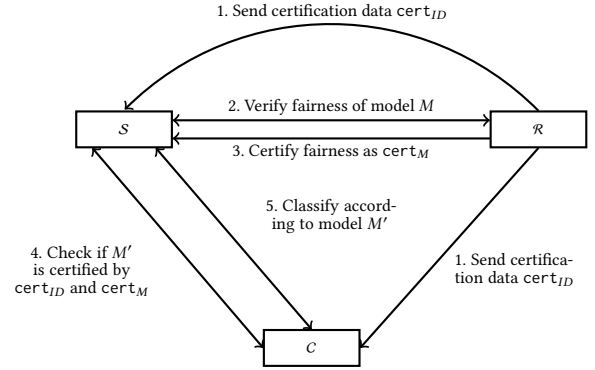 1. Send certification data cert_ID
2. Verify fairness of model M
S
R
3. Certify fairness as cert_M
5. Classify accord-
ing to model M′
4. Check if M′
is certified by
cert_ID and cert_M
1. Send certifica-
tion data cert_ID
C